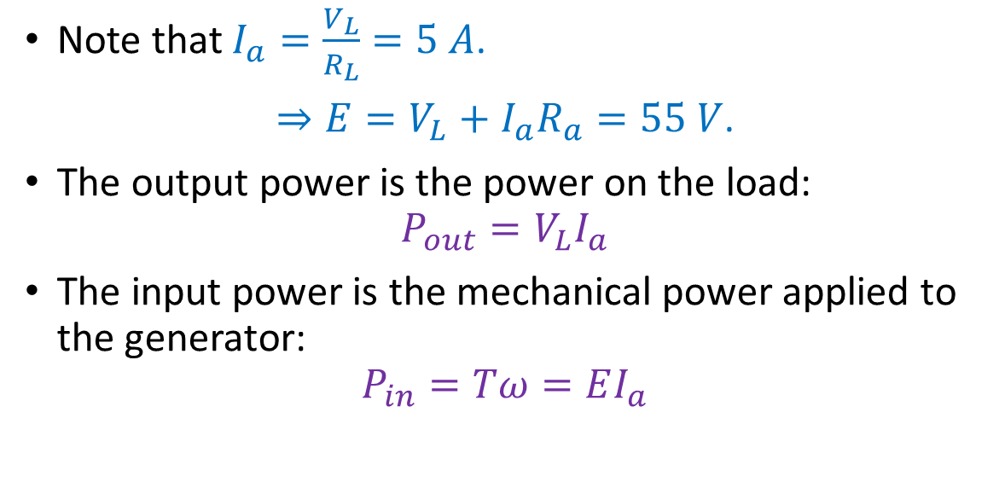 • Note that $I_a = \frac{V_L}{R_L} = 5\ A.$
$\Rightarrow E = V_L + I_a R_a = 55\ V.$
• The output power is the power on the load:
$P_{out} = V_L I_a$
• The input power is the mechanical power applied to
the generator:
$P_{in} = T\omega = E I_a$